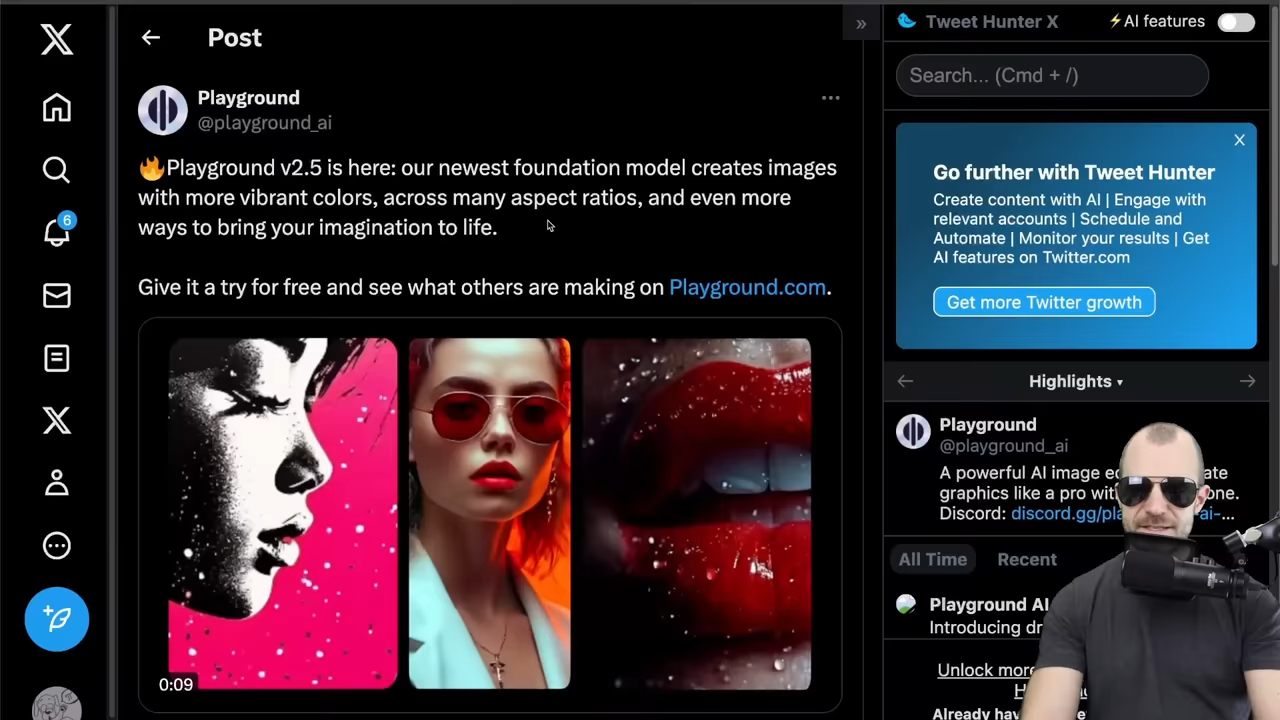 Post
Playground
@playground_ai
🔥Playground v2.5 is here: our newest foundation model creates images
with more vibrant colors, across many aspect ratios, and even more
ways to bring your imagination to life.
Give it a try for free and see what others are making on Playground.com.
0:09
6
»
Tweet Hunter X
⚡AI features
Search... (Cmd + /)
X
Go further with Tweet Hunter
Create content with AI | Engage with
relevant accounts | Schedule and
Automate | Monitor your results | Get
AI features on Twitter.com
Get more Twitter growth
Highlights
Playground
@playground_ai
A powerful AI image
graphics like a pro
Discord: discord.gg/
All Time
Recent
Playground AI
Introducing
Unlock more
Already